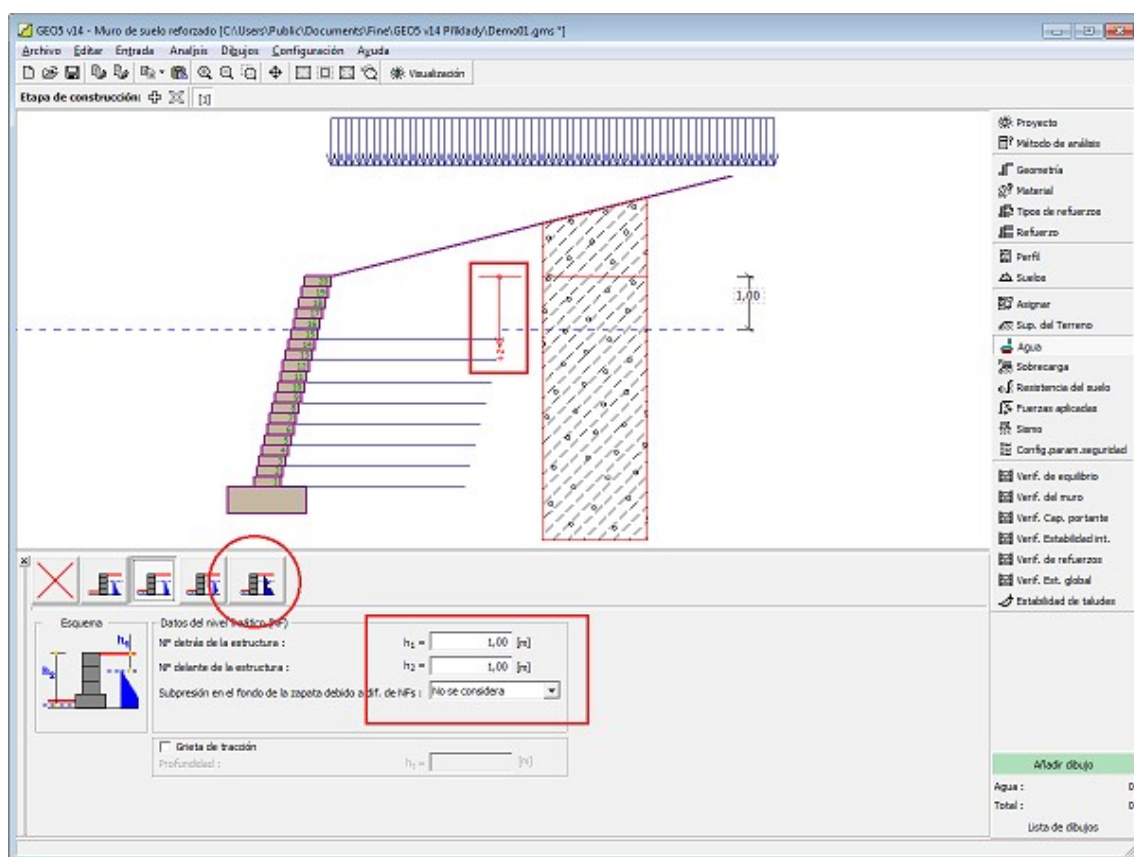 GEO5 v14 - Muro de suelo reforzado [C:\Users\Public\Documents\Fine\GEO5 v14 Příklady\Demo01.gms *]
Archivo Editar Entrada Analisis Dibujos Configuración Ayuda
Visualización
Etapa de construcción: [1]
Proyecto
Método de análisis
Geometría
Material
Tipos de refuerzos
Refuerzo
Perfil
Suelos
Asignar
Sup. del Terreno
Agua
Sobrecarga
Resistencia del suelo
Fuerzas aplicadas
Sismo
Config.param.seguridad
Verif. de equilibrio
Verif. del muro
Verif. Cap. portante
Verif. Estabilidad int.
Verif. de refuerzos
Verif. Est. global
Estabilidad de taludes
1,00
+z
Esquema
h1
h2
Datos del nivel freático (NF)
NF detrás de la estructura : h1 = 1,00 [m]
NF delante de la estructura : h2 = 1,00 [m]
Subpresión en el fondo de la zapata debido a dif. de NFs : No se considera
Grieta de tracción
Profundidad : ht = [m]
Añadir dibujo
Agua : 0
Total : 0
Lista de dibujos